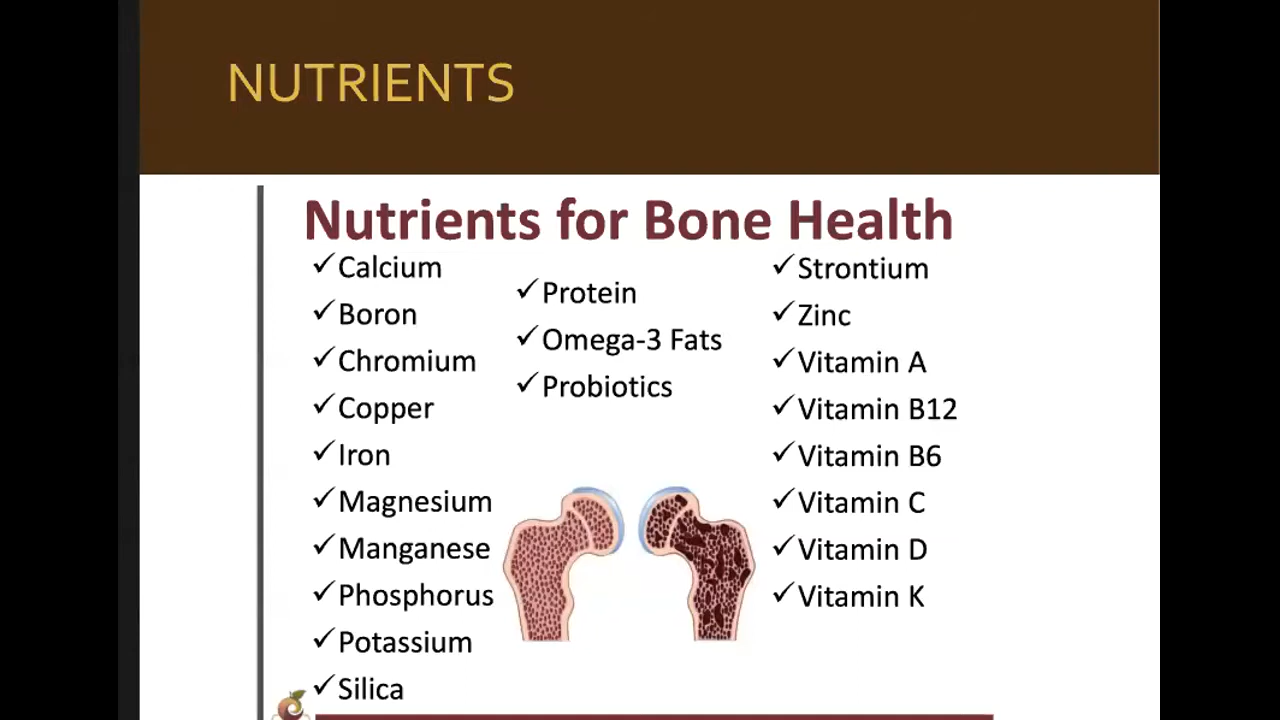 NUTRIENTS
Nutrients for Bone Health
✓Calcium
✓Boron
✓Chromium
✓Copper
✓Iron
✓Magnesium
✓Manganese
✓Phosphorus
✓Potassium
✓Silica
✓Protein
✓Omega-3 Fats
✓Probiotics
✓Strontium
✓Zinc
✓Vitamin A
✓Vitamin B12
✓Vitamin B6
✓Vitamin C
✓Vitamin D
✓Vitamin K